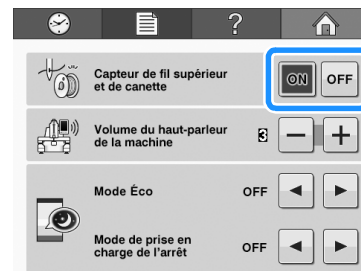 ?
Capteur de fil supérieur
et de canette
ON OFF
Volume du haut-parleur
de la machine
3 - +
Mode Éco
OFF
Mode de prise en
charge de l'arrêt
OFF